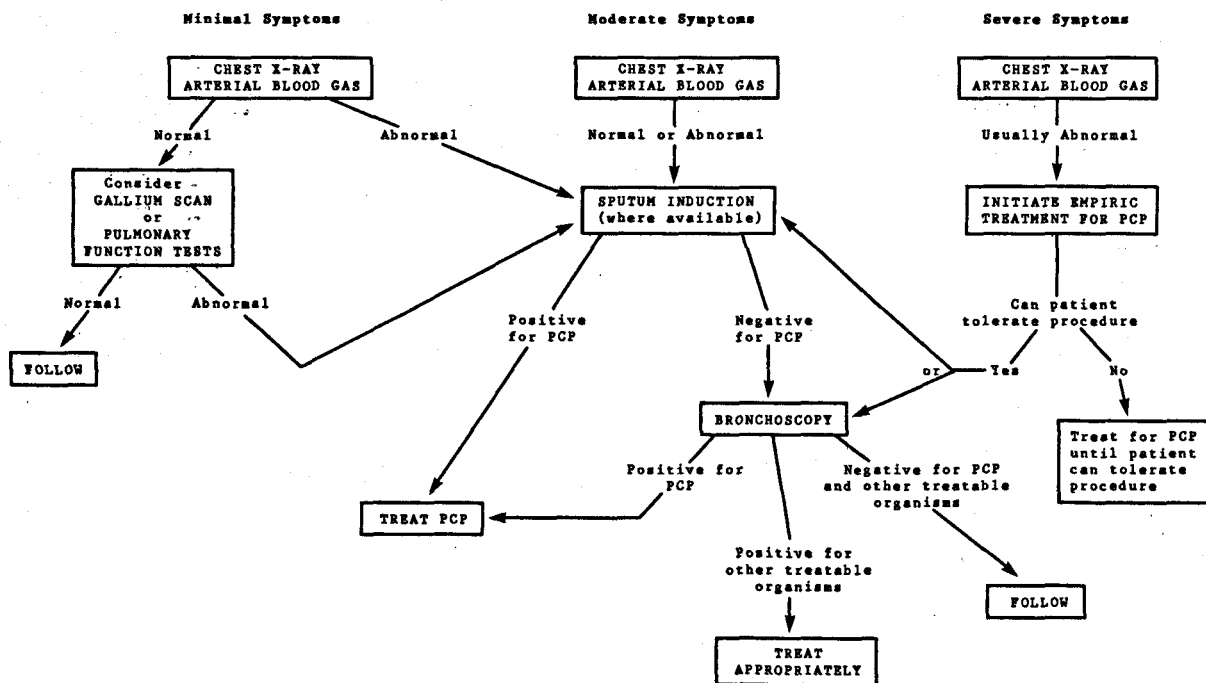 Minimal Symptoms
Moderate Symptoms
Severe Symptoms
CHEST X-RAY
ARTERIAL BLOOD GAS
CHEST X-RAY
ARTERIAL BLOOD GAS
CHEST X-RAY
ARTERIAL BLOOD GAS
Normal
Abnormal
Normal or Abnormal
Usually Abnormal
Consider
GALLIUM SCAN
or
PULMONARY
FUNCTION TESTS
SPUTUM INDUCTION
(where available)
INITIATE EMPIRIC
TREATMENT FOR PCP
Normal
Abnormal
Positive
for PCP
Negative
for PCP
Can patient
tolerate procedure
FOLLOW
or
Yes
No
BRONCHOSCOPY
Trest for PCP
until patient
can tolerate
procedure
Positive for
PCP
Negative for PCP
and other treatable
organisms
TREAT PCP
Positive for
other treatable
organisms
FOLLOW
TREAT
APPROPRIATELY